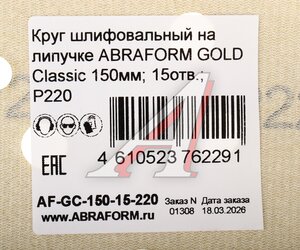 Круг шлифовальный на
липучке ABRAFORM GOLD
Classic 150мм; 15отв.;
P220
EAC
4 610523 762291
AF-GC-150-15-220
www.ABRAFORM.ru
Заказ N
01308
Дата изготовления
18.03.2026